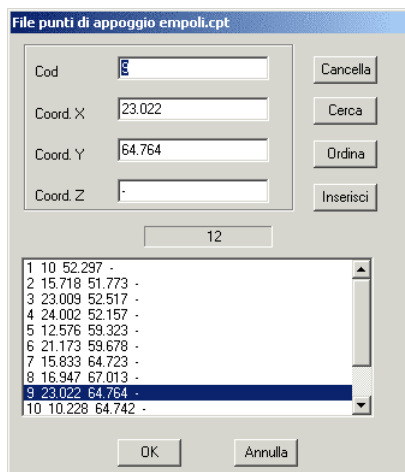 File punti di appoggio empoli.cpt
Cod 9 Cancella
Coord. X 23.022 Cerca
Coord. Y 64.764 Ordina
Coord. Z - Inserisci
12
1 10 52.297 -
2 15.718 51.773 -
3 23.009 52.517 -
4 24.002 52.157 -
5 12.576 59.323 -
6 21.173 59.678 -
7 15.833 64.723 -
8 16.947 67.013 -
9 23.022 64.764 -
10 10.228 64.742 -
OK Annulla